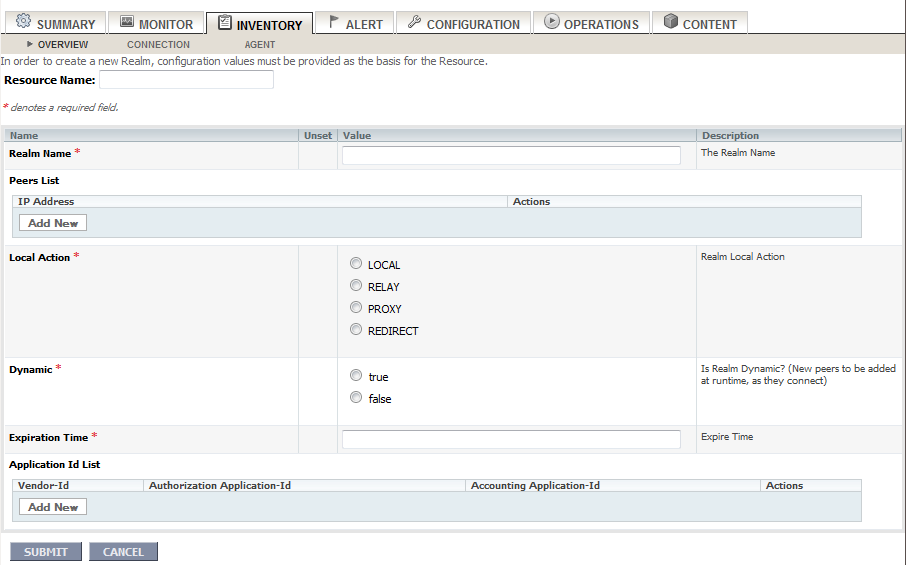 SUMMARY MONITOR INVENTORY ALERT CONFIGURATION OPERATIONS CONTENT
OVERVIEW CONNECTION AGENT
In order to create a new Realm, configuration values must be provided as the basis for the Resource.
Resource Name:
* denotes a required field.
Name Unset Value Description
Realm Name * The Realm Name
Peers List
IP Address Actions
Add New
Local Action * Realm Local Action
LOCAL
RELAY
PROXY
REDIRECT
Dynamic * Is Realm Dynamic? (New peers to be added
true at runtime, as they connect)
false
Expiration Time * Expire Time
Application Id List
Vendor-Id Authorization Application-Id Accounting Application-Id Actions
Add New
SUBMIT CANCEL